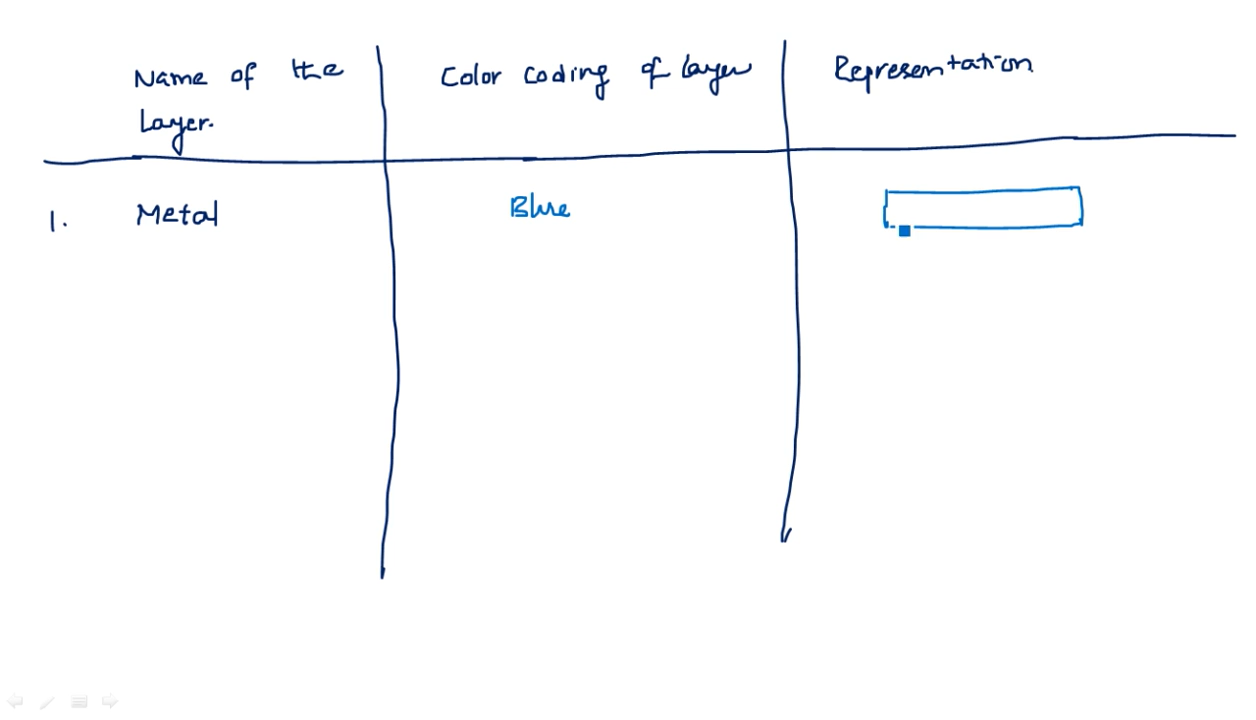 Name of the Layer.
Color Coding of Layer
Representation
1. Metal
Blue